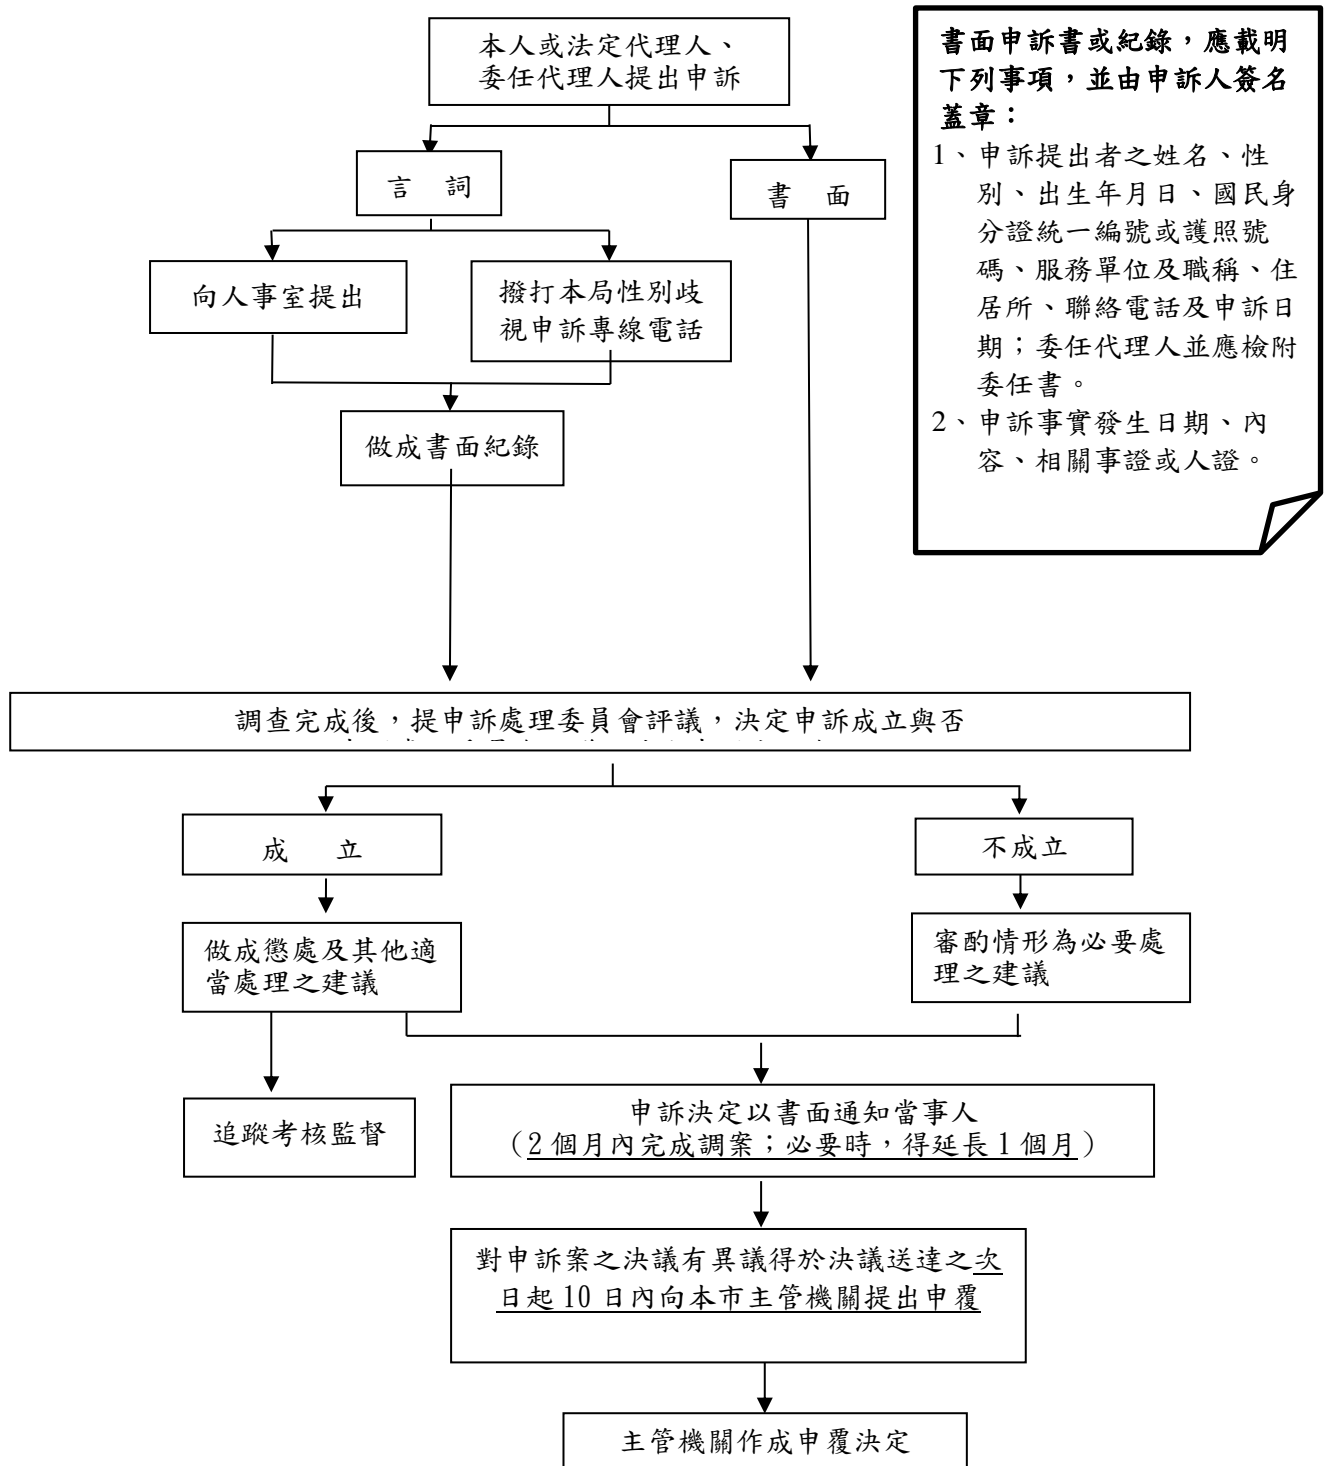 本人或法定代理人、
委任代理人提出申訴
書面申訴書或紀錄，應載明
下列事項，並由申訴人簽名
蓋章：
1、申訴提出者之姓名、性
別、出生年月日、國民身
分證統一編號或護照號
碼、服務單位及職稱、住
居所、聯絡電話及申訴日
期；委任代理人並應檢附
委任書。
2、申訴事實發生日期、內
容、相關事證或人證。
言 詞
書 面
向人事室提出
撥打本局性別歧
視申訴專線電話
做成書面紀錄
調查完成後，提申訴處理委員會評議，決定申訴成立與否
成 立
不成立
做成懲處及其他適
當處理之建議
審酌情形為必要處
理之建議
追蹤考核監督
申訴決定以書面通知當事人
（2 個月內完成調案；必要時，得延長 1 個月）
對申訴案之決議有異議得於決議送達之次
日起 10 日內向本市主管機關提出申覆
主管機關作成申覆決定